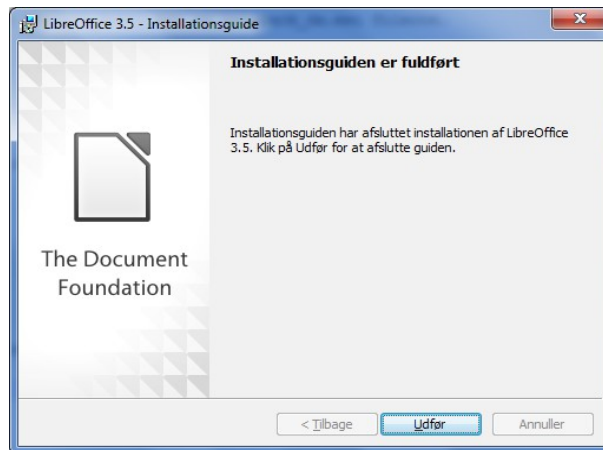 LibreOffice 3.5 - Installationsguide
Installationsguiden er fuldført
Installationsguiden har afsluttet installationen af LibreOffice
3.5. Klik på Udfør for at afslutte guiden.
The Document
Foundation
< Tilbage
Udfør
Annuller